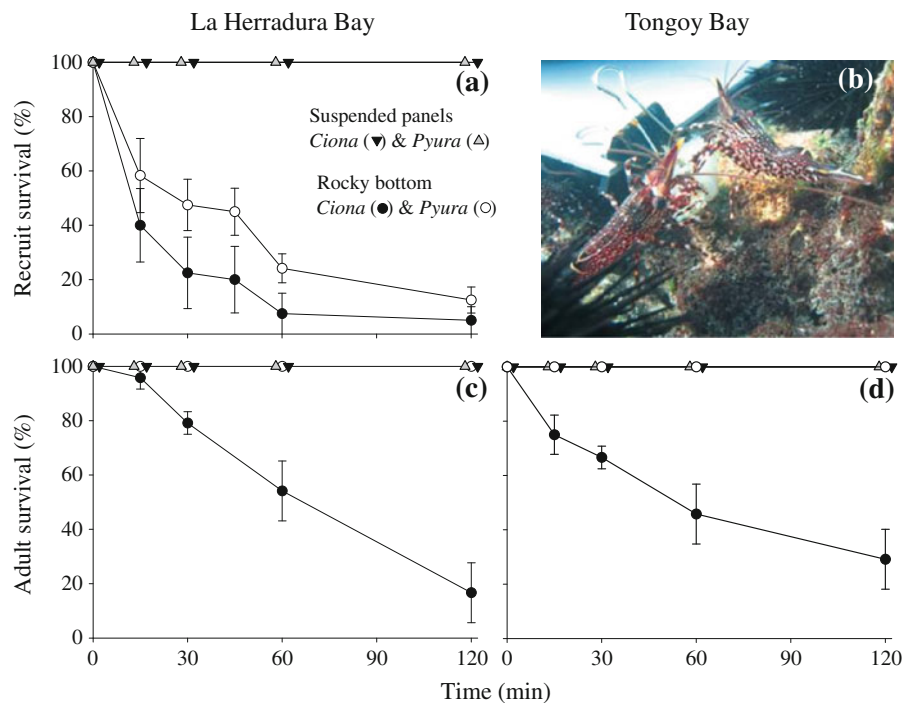 La Herradura Bay
Tongoy Bay
(a)
(b)
Recruit survival (%)
100
80
60
40
20
0
Suspended panels
Ciona (▼) & Pyura (△)
Rocky bottom
Ciona (●) & Pyura (○)
(c)
(d)
Adult survival (%)
100
80
60
40
20
0
0 30 60 90 120
0 30 60 90 120
Time (min)